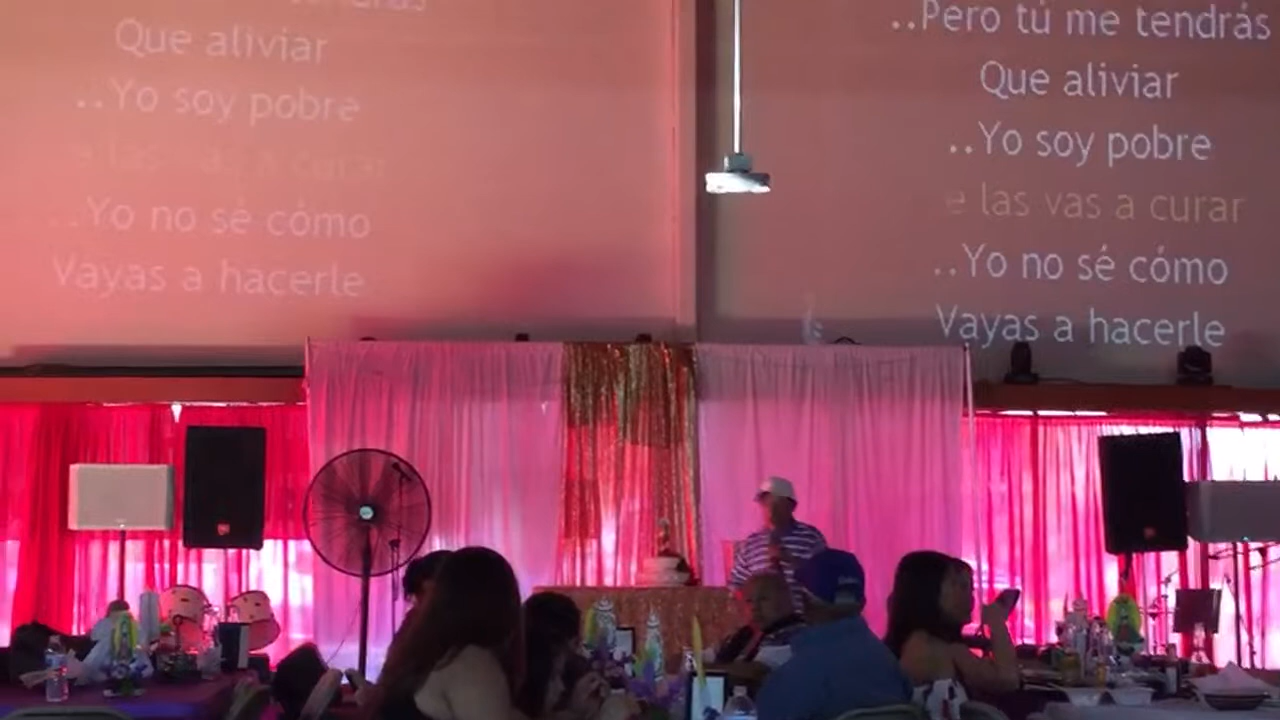 Que aliviar
..Yo soy pobre
..Yo no sé cómo
Vayas a hacerle
..Pero tú me tendrás
Que aliviar
..Yo soy pobre
e las vas a curar
..Yo no sé cómo
Vayas a hacerle